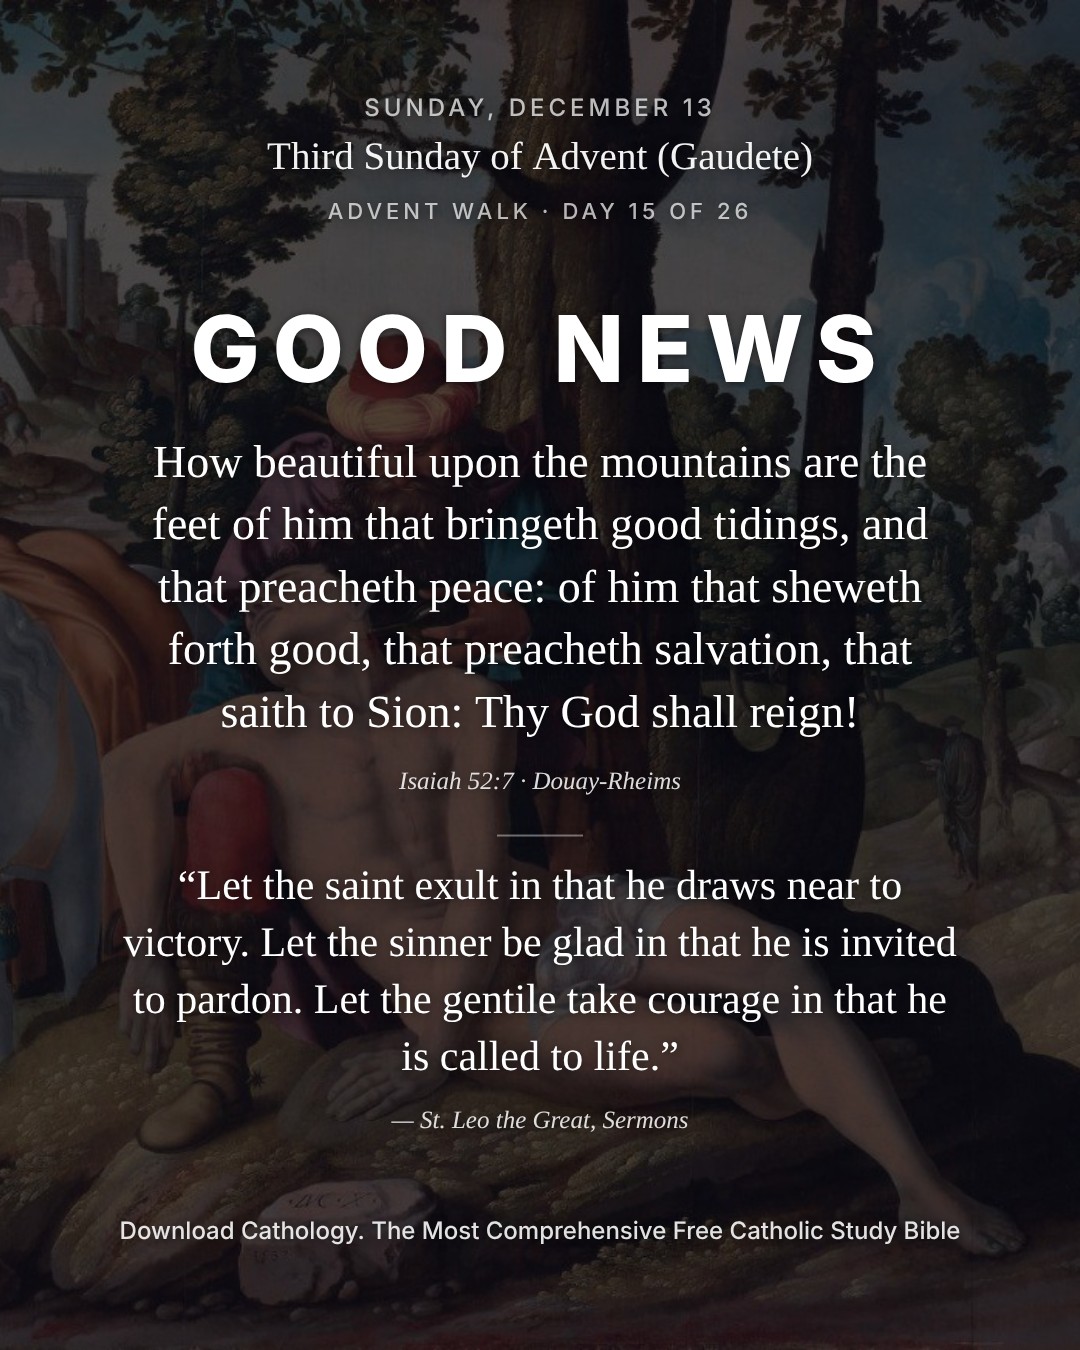 SUNDAY, DECEMBER 13
Third Sunday of Advent (Gaudete)
ADVENT WALK · DAY 15 OF 26
GOOD NEWS
How beautiful upon the mountains are the
feet of him that bringeth good tidings, and
that preacheth peace: of him that sheweth
forth good, that preacheth salvation, that
saith to Sion: Thy God shall reign!
Isaiah 52:7 · Douay-Rheims
“Let the saint exult in that he draws near to
victory. Let the sinner be glad in that he is invited
to pardon. Let the gentile take courage in that he
is called to life.”
— St. Leo the Great, Sermons
Download Cathology. The Most Comprehensive Free Catholic Study Bible